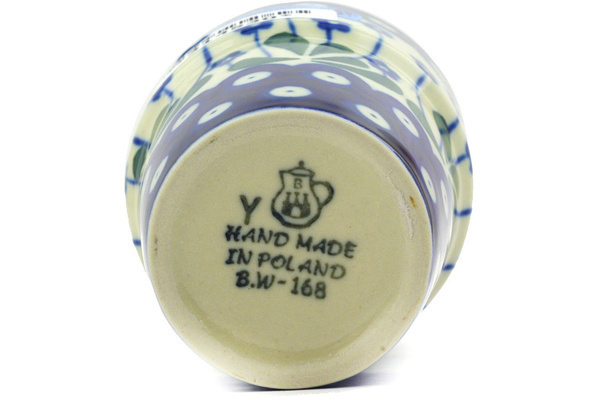 B
Y
HAND MADE
IN POLAND
B.W-168